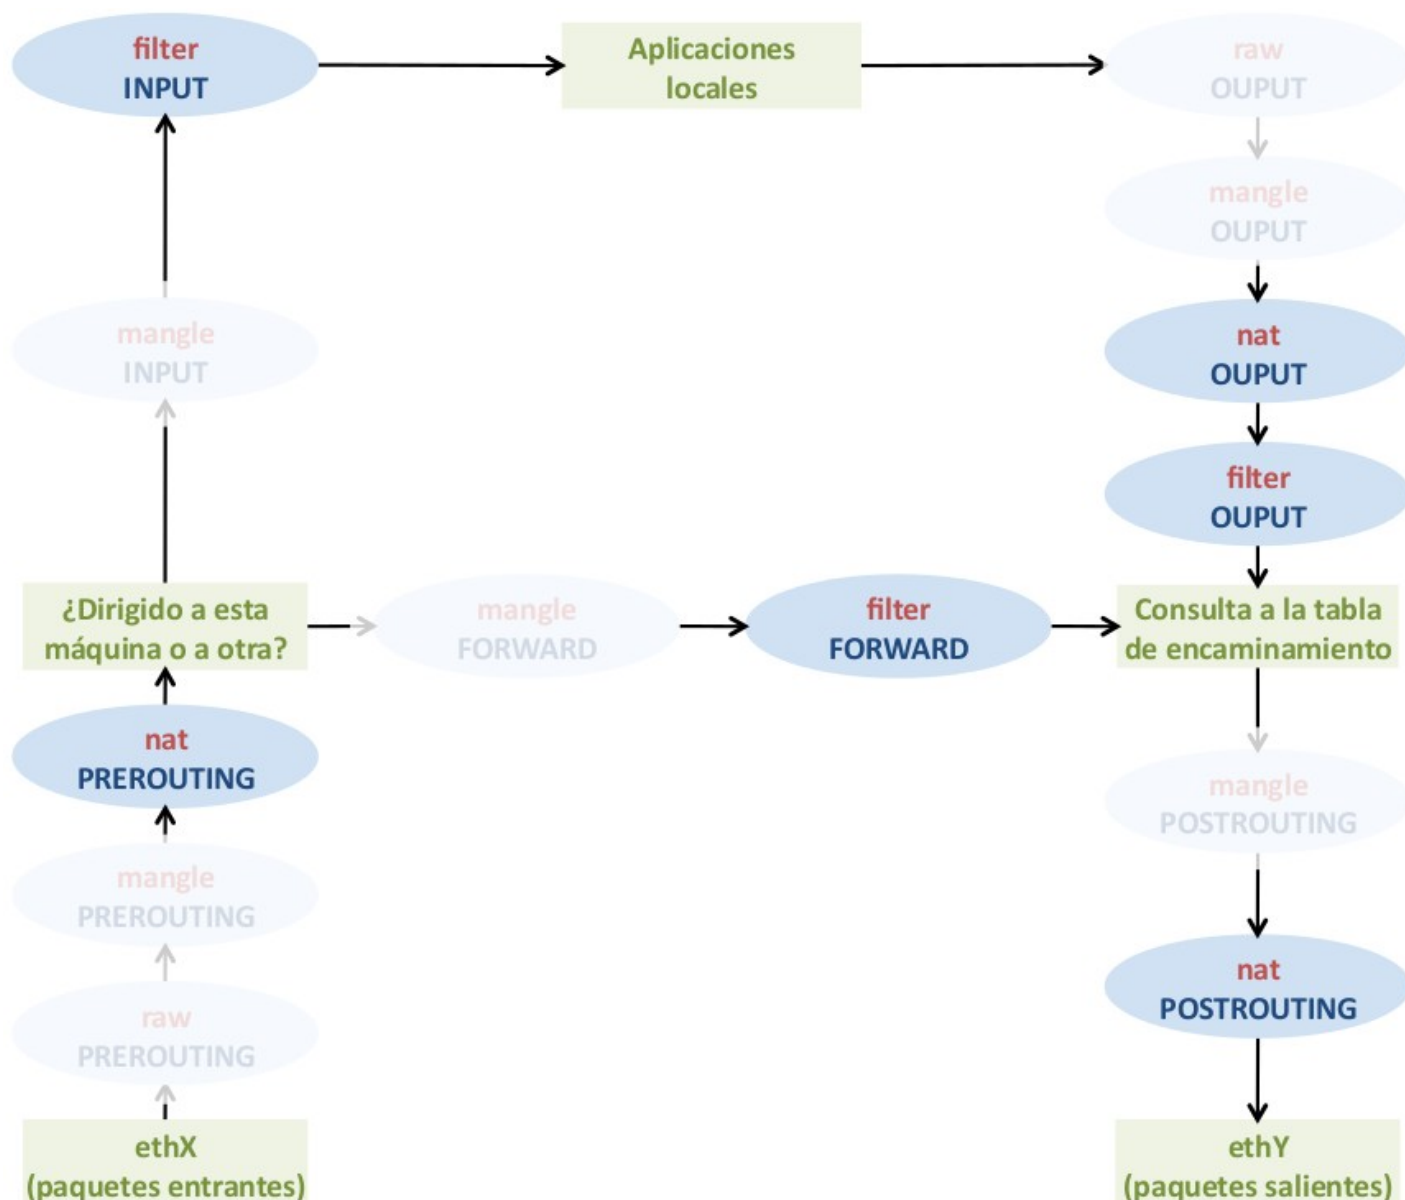 filter
INPUT
Aplicaciones
locales
raw
OUPUT
mangle
OUPUT
mangle
INPUT
nat
OUPUT
filter
OUPUT
¿Dirigido a esta
máquina o a otra?
mangle
FORWARD
filter
FORWARD
Consulta a la tabla
de encaminamiento
nat
PREROUTING
mangle
POSTROUTING
mangle
PREROUTING
nat
POSTROUTING
raw
PREROUTING
ethX
(paquetes entrantes)
ethY
(paquetes salientes)